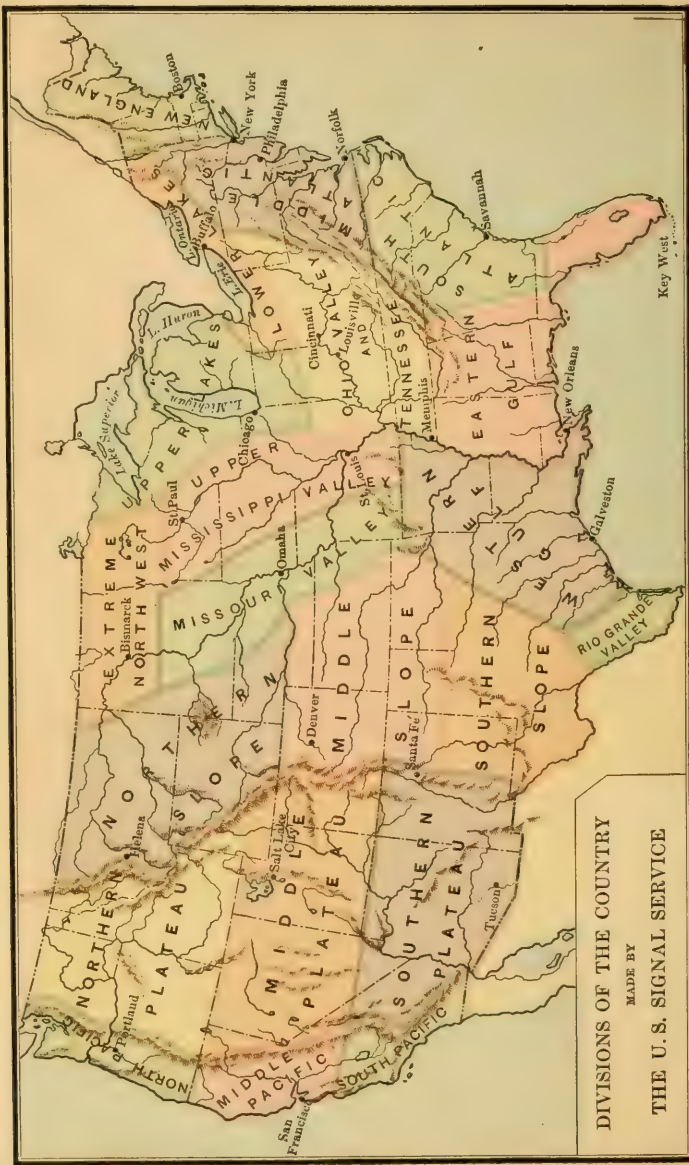 DIVISIONS OF THE COUNTRY
MADE BY
THE U. S. SIGNAL SERVICE
NORTH PACIFIC
MIDDLE PACIFIC
SOUTH PACIFIC
NORTHERN PLATEAU
MIDDLE PLATEAU
SOUTHERN PLATEAU
NORTHERN SLOPE
MIDDLE SLOPE
SOUTHERN SLOPE
EXTREME NORTH WEST
MISSOURI VALLEY
UPPER MISSISSIPPI VALLEY
UPPER LAKES
LOWER LAKES
OHIO VALLEY AND TENNESSEE
NEW ENGLAND
MIDDLE ATLANTIC
SOUTH ATLANTIC
EASTERN GULF
WESTERN GULF
RIO GRANDE VALLEY
Portland
San Francisco
Helena
Salt Lake City
Tucson
Denver
Santa Fé
Bismarck
St. Paul
Omaha
St. Louis
Chicago
Cincinnati
Louisville
Memphis
New Orleans
Galveston
Buffalo
Boston
New York
Philadelphia
Norfolk
Savannah
Key West
Lake Superior
L. Michigan
L. Huron
L. Erie
L. Ontario